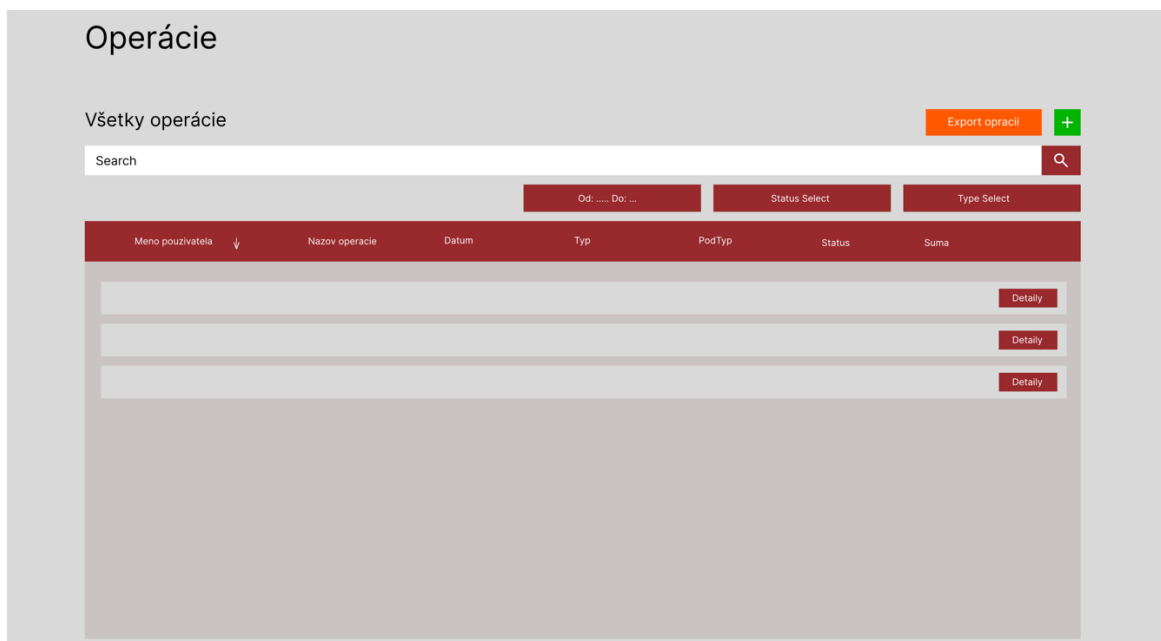 Operácie
Všetky operácie
Export opracii
+
Search
Od: ..... Do: ...
Status Select
Type Select
Meno pouzivatela ↓ Nazov operacie Datum Typ PodTyp Status Suma
Detaily
Detaily
Detaily